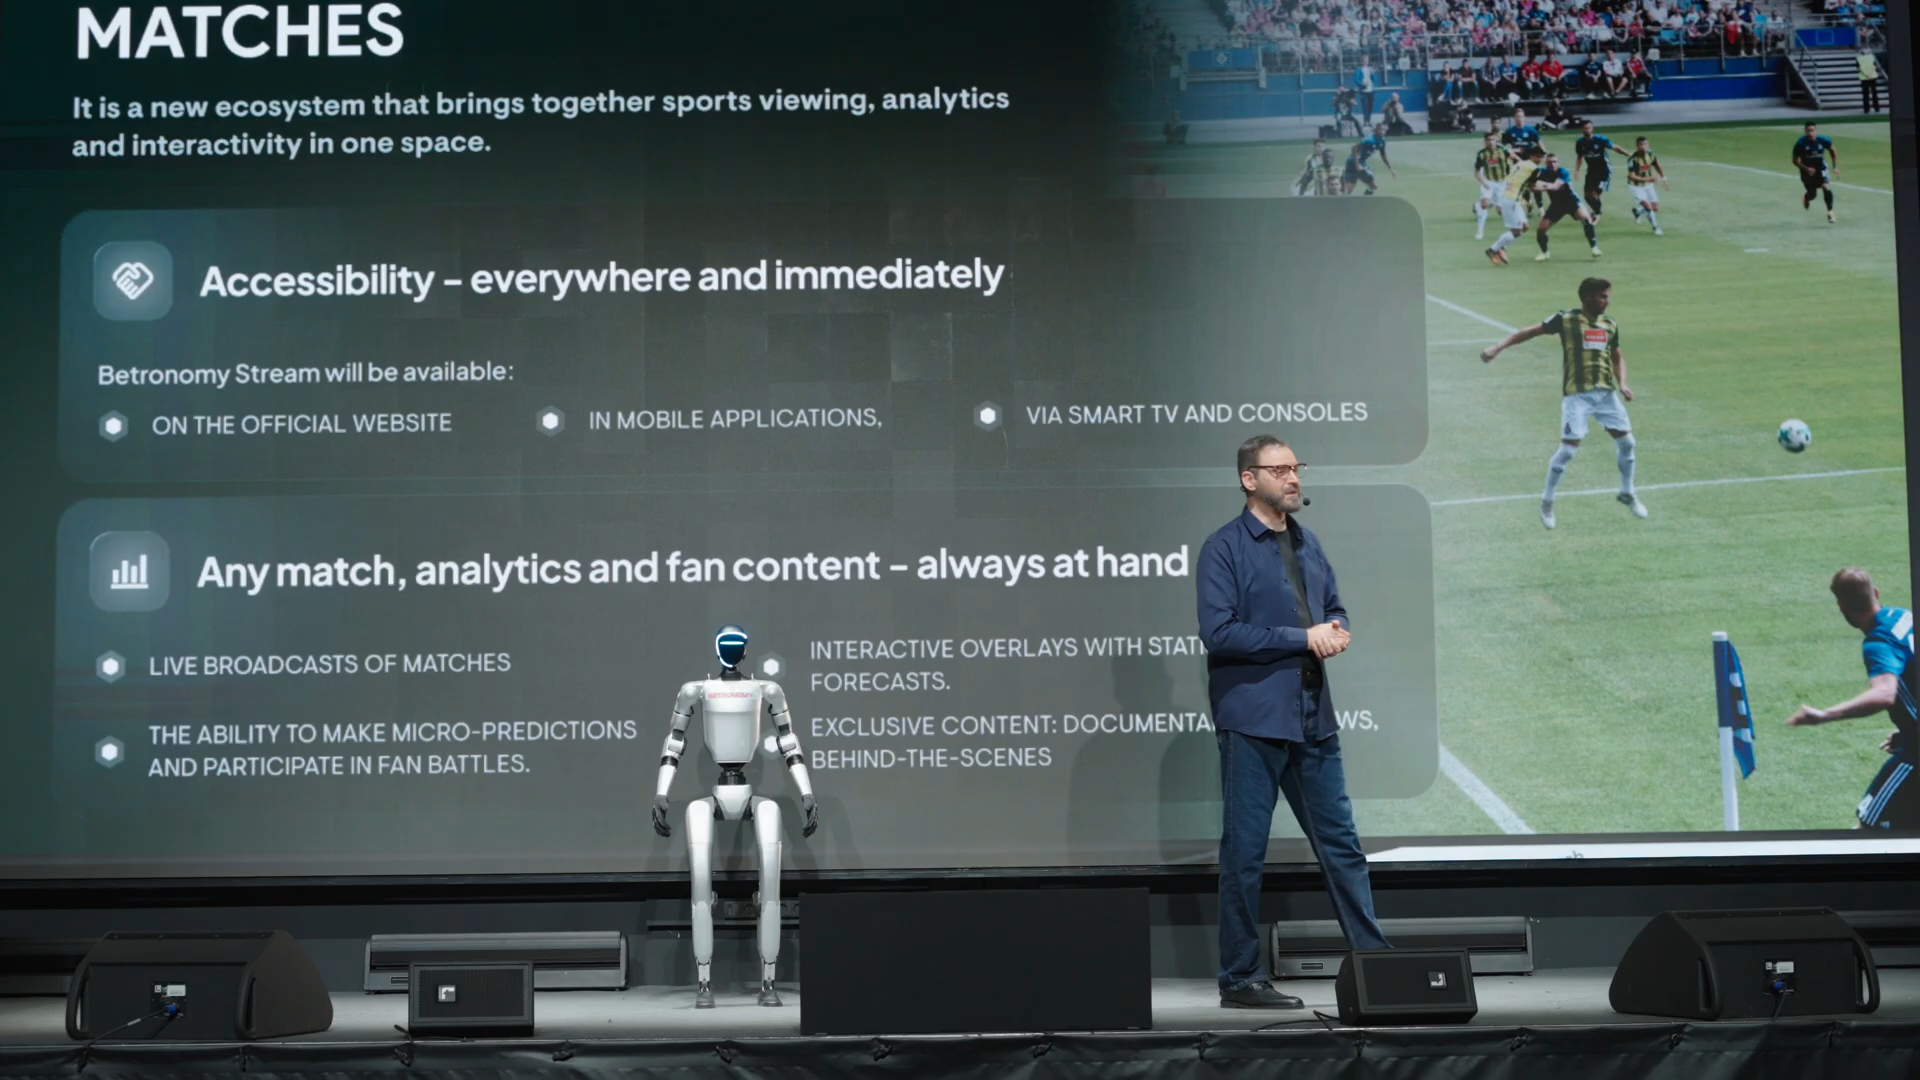 MATCHES
It is a new ecosystem that brings together sports viewing, analytics
and interactivity in one space.
Accessibility – everywhere and immediately
Betronomy Stream will be available:
ON THE OFFICIAL WEBSITE
IN MOBILE APPLICATIONS,
VIA SMART TV AND CONSOLES
Any match, analytics and fan content – always at hand
LIVE BROADCASTS OF MATCHES
INTERACTIVE OVERLAYS WITH
FORECASTS.
THE ABILITY TO MAKE MICRO-PREDICTIONS
AND PARTICIPATE IN FAN BATTLES.
EXCLUSIVE CONTENT:
BEHIND-THE-SCENES
BETRONOMY